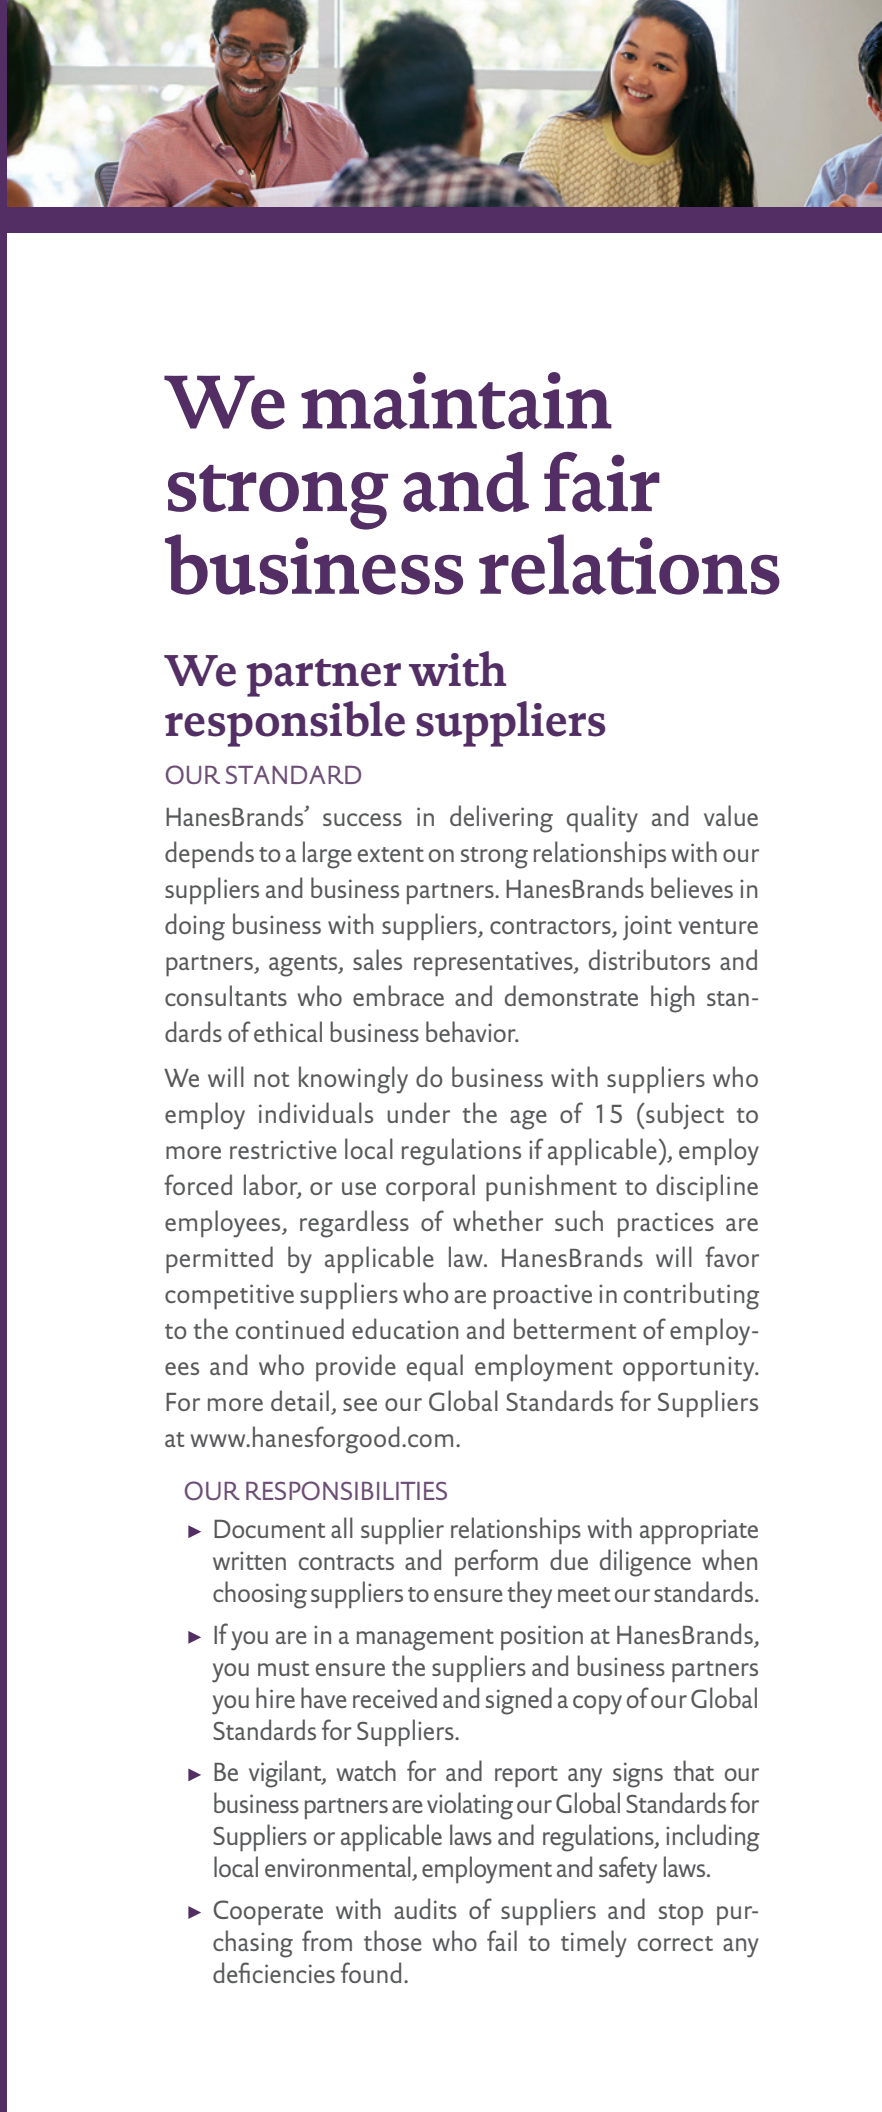 We maintain
strong and fair
business relations
We partner with
responsible suppliers
OUR STANDARD
HanesBrands’ success in delivering quality and value
depends to a large extent on strong relationships with our
suppliers and business partners. HanesBrands believes in
doing business with suppliers, contractors, joint venture
partners, agents, sales representatives, distributors and
consultants who embrace and demonstrate high stan-
dards of ethical business behavior.
We will not knowingly do business with suppliers who
employ individuals under the age of 15 (subject to
more restrictive local regulations if applicable), employ
forced labor, or use corporal punishment to discipline
employees, regardless of whether such practices are
permitted by applicable law. HanesBrands will favor
competitive suppliers who are proactive in contributing
to the continued education and betterment of employ-
ees and who provide equal employment opportunity.
For more detail, see our Global Standards for Suppliers
at www.hanesforgood.com.
OUR RESPONSIBILITIES
► Document all supplier relationships with appropriate
written contracts and perform due diligence when
choosing suppliers to ensure they meet our standards.
► If you are in a management position at HanesBrands,
you must ensure the suppliers and business partners
you hire have received and signed a copy of our Global
Standards for Suppliers.
► Be vigilant, watch for and report any signs that our
business partners are violating our Global Standards for
Suppliers or applicable laws and regulations, including
local environmental, employment and safety laws.
► Cooperate with audits of suppliers and stop pur-
chasing from those who fail to timely correct any
deficiencies found.